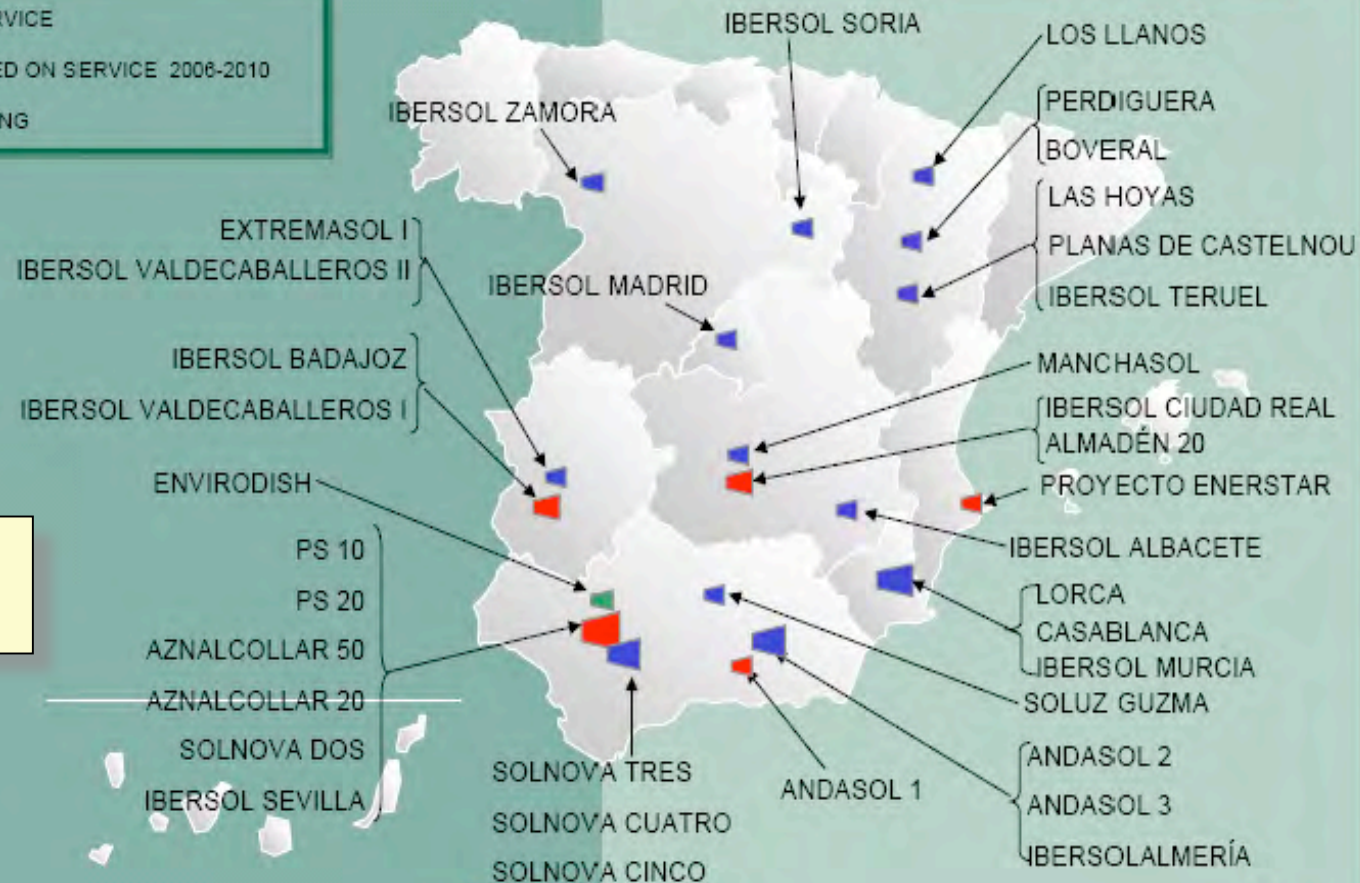 ED ON SERVICE 2006-2010
IBERSOL SORIA
LOS LLANOS
IBERSOL ZAMORA
PERDIGUERA
BOVERAL
LAS HOYAS
PLANAS DE CASTELNOU
IBERSOL TERUEL
EXTREMASOL I
IBERSOL VALDECABALLEROS II
IBERSOL MADRID
IBERSOL BADAJOZ
IBERSOL VALDECABALLEROS I
MANCHASOL
IBERSOL CIUDAD REAL
ALMADÉN 20
PROYECTO ENERSTAR
ENVIRODISH
IBERSOL ALBACETE
PS 10
PS 20
AZNALCOLLAR 50
AZNALCOLLAR 20
SOLNOVA DOS
IBERSOL SEVILLA
LORCA
CASABLANCA
IBERSOL MURCIA
SOLUZ GUZMA
SOLNOVA TRES
SOLNOVA CUATRO
SOLNOVA CINCO
ANDASOL 1
ANDASOL 2
ANDASOL 3
IBERSOLALMERÍA